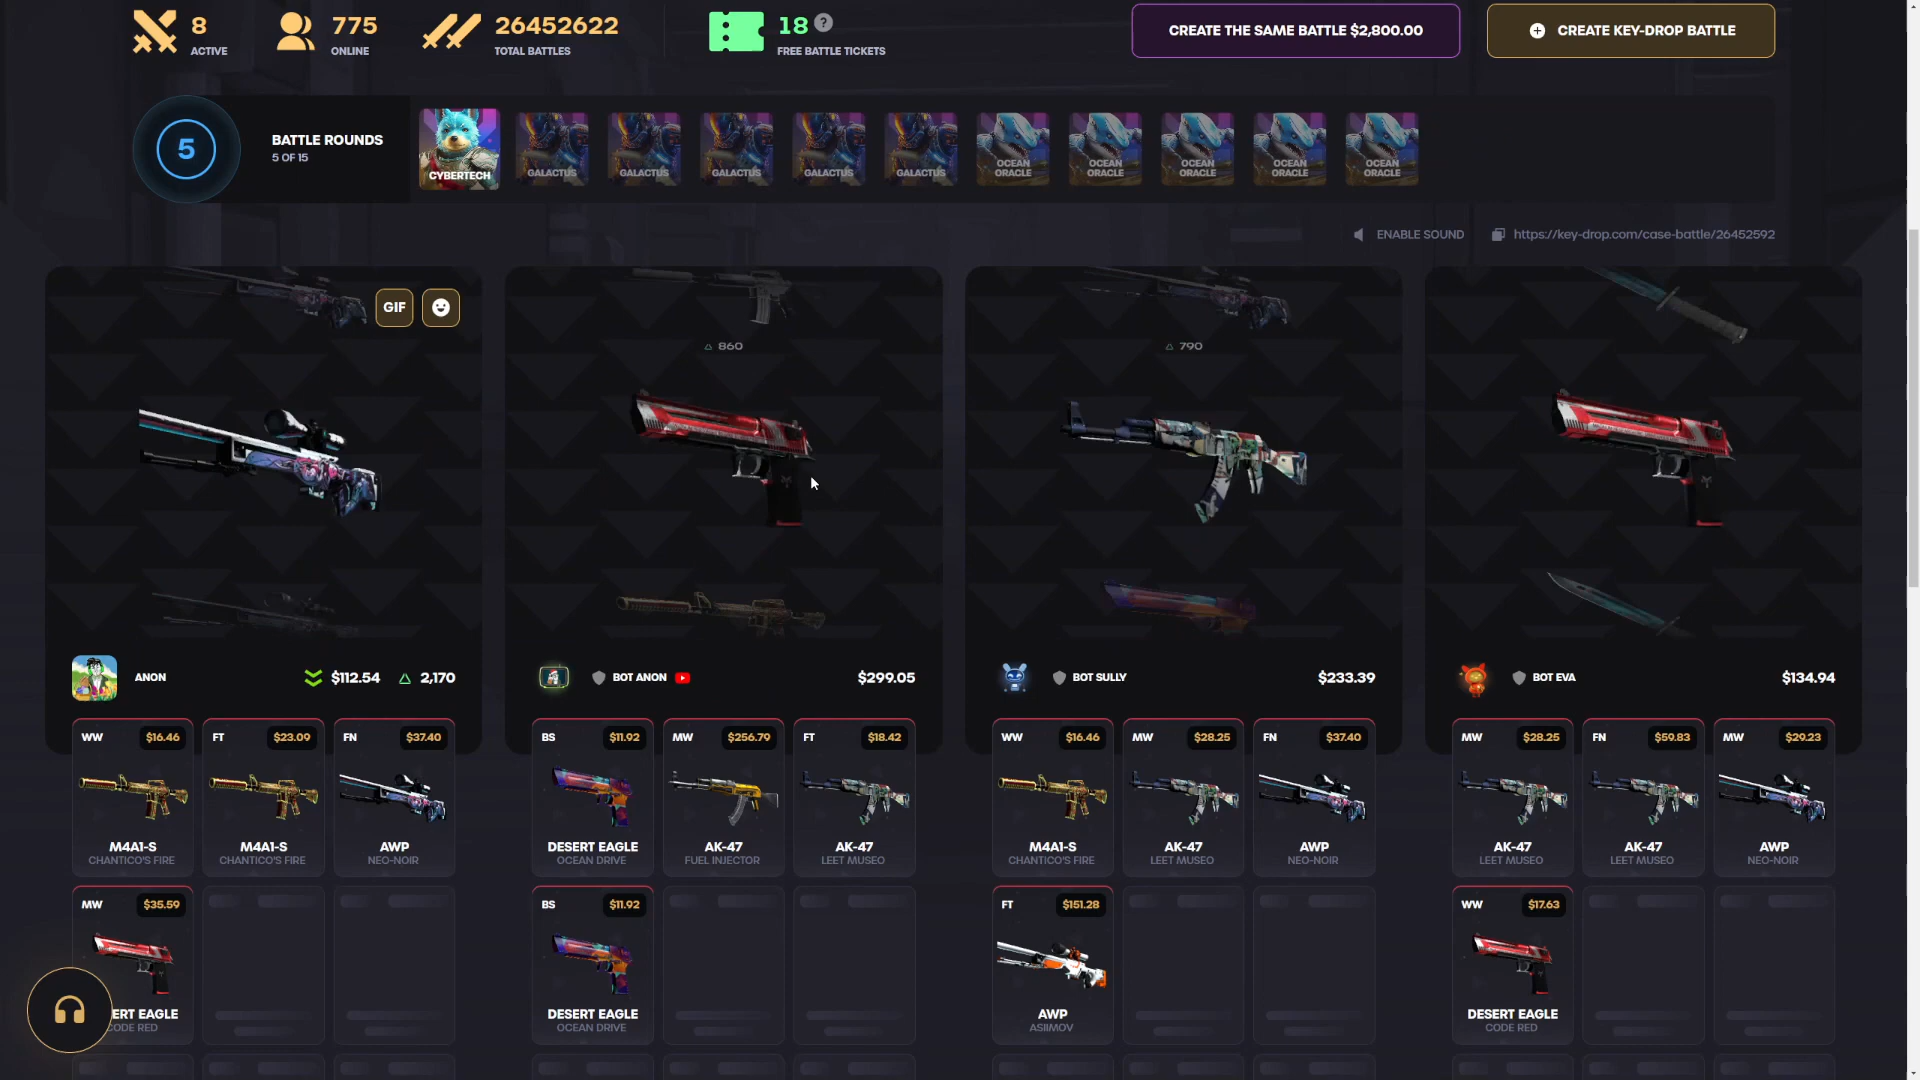 8
ACTIVE
775
ONLINE
26452622
TOTAL BATTLES
18 ?
FREE BATTLE TICKETS
CREATE THE SAME BATTLE $2,800.00
CREATE KEY-DROP BATTLE
5
BATTLE ROUNDS
5 OF 15
CYBERTECH
GALACTUS
GALACTUS
GALACTUS
GALACTUS
GALACTUS
OCEAN ORACLE
OCEAN ORACLE
OCEAN ORACLE
OCEAN ORACLE
OCEAN ORACLE
ENABLE SOUND
https://key-drop.com/case-battle/26452592
GIF
860
790
ANON $112.54 2,170
BOT ANON $299.05
BOT SULLY $233.39
BOT EVA $134.94
WW $16.46
M4A1-S
CHANTICO'S FIRE
FT $23.09
M4A1-S
CHANTICO'S FIRE
FN $37.40
AWP
NEO-NOIR
BS $11.92
DESERT EAGLE
OCEAN DRIVE
MW $256.79
AK-47
FUEL INJECTOR
FT $18.42
AK-47
LEET MUSEO
WW $16.46
M4A1-S
CHANTICO'S FIRE
MW $28.25
AK-47
LEET MUSEO
FN $37.40
AWP
NEO-NOIR
MW $28.25
AK-47
LEET MUSEO
FN $59.83
AK-47
LEET MUSEO
MW $29.23
AWP
NEO-NOIR
MW $35.59
ERT EAGLE
CODE RED
BS $11.92
DESERT EAGLE
OCEAN DRIVE
FT $151.28
AWP
ASIIMOV
WW $17.63
DESERT EAGLE
CODE RED